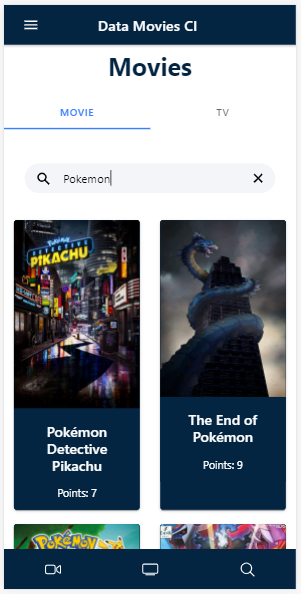 Data Movies CI
Movies
MOVIE TV
Pokemon
POKÉMON
DETECTIVE
PIKACHU
Pokémon
Detective
Pikachu
Points: 7
The End of
Pokémon
Points: 9